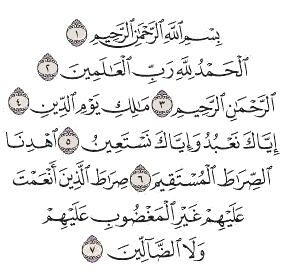 بِسْمِ ٱللَّهِ ٱلرَّحْمَٰنِ ٱلرَّحِيمِ ١
ٱلْحَمْدُ لِلَّهِ رَبِّ ٱلْعَٰلَمِينَ ٢
ٱلرَّحْمَٰنِ ٱلرَّحِيمِ ٣ مَٰلِكِ يَوْمِ ٱلدِّينِ ٤
إِيَّاكَ نَعْبُدُ وَإِيَّاكَ نَسْتَعِينُ ٥ ٱهْدِنَا
ٱلصِّرَٰطَ ٱلْمُسْتَقِيمَ ٦ صِرَٰطَ ٱلَّذِينَ أَنْعَمْتَ
عَلَيْهِمْ غَيْرِ ٱلْمَغْضُوبِ عَلَيْهِمْ
وَلَا ٱلضَّآلِّينَ
٧